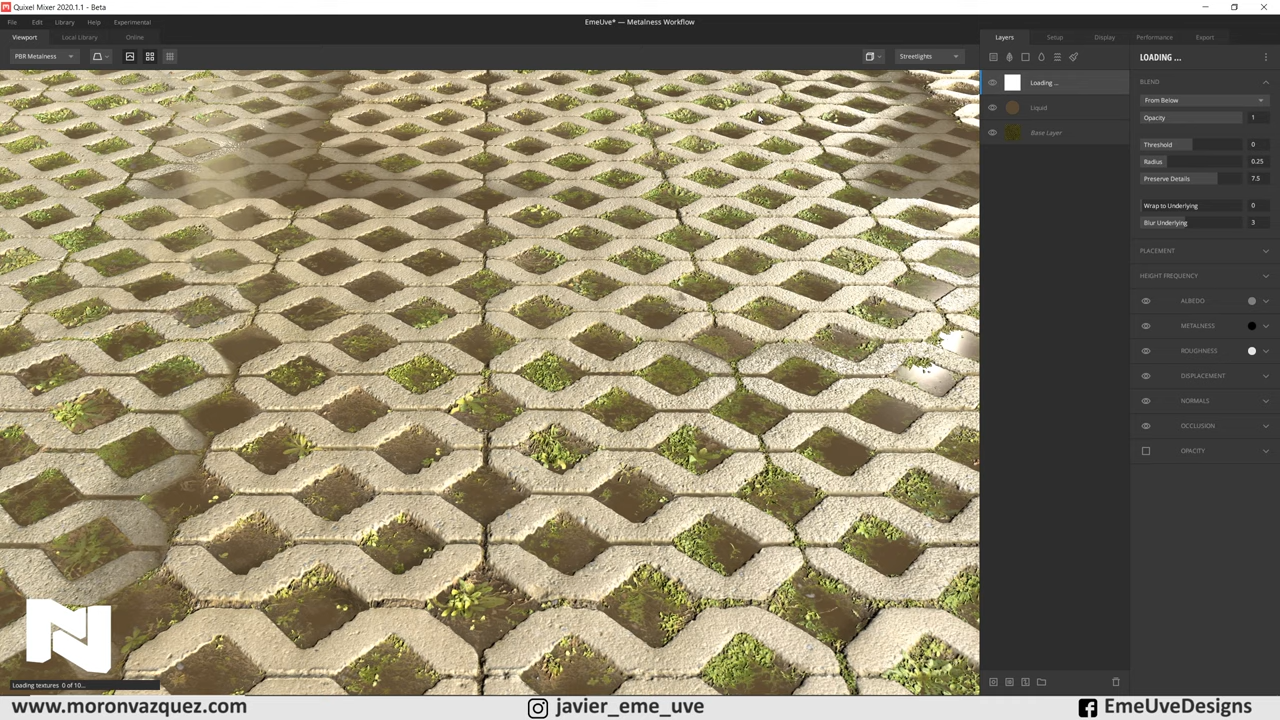 Quixel Mixer 2020.1.1 - Beta
File Edit Library Help Experimental
EmeUve* — Metalness Workflow
Viewport Local Library Online
Layers Setup Display Performance Export
PBR Metalness
Streetlights
Loading ...
Liquid
Base Layer
LOADING ...
BLEND
From Below
Opacity 1
Threshold 0
Radius 0.25
Preserve Details 7.5
Wrap to Underlying 0
Blur Underlying 3
PLACEMENT
HEIGHT FREQUENCY
ALBEDO
METALNESS
ROUGHNESS
DISPLACEMENT
NORMALS
OCCLUSION
OPACITY
N
Loading textures 0 of 10...
www.moronvazquez.com
javier_eme_uve
EmeUveDesigns